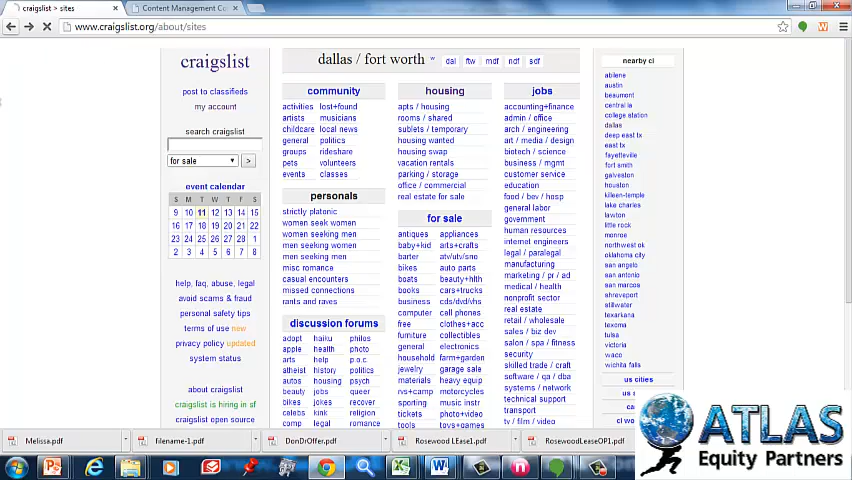 craigslist > sites
Content Management Co
www.craigslist.org/about/sites
craigslist
post to classifieds
my account
search craigslist
for sale
>
event calendar
S M T W T F S
9 10 11 12 13 14 15
16 17 18 19 20 21 22
23 24 25 26 27 28 1
2 3 4 5 6 7 8
help, faq, abuse, legal
avoid scams & fraud
personal safety tips
terms of use new
privacy policy updated
system status
about craigslist
craigslist is hiring in sf
craigslist open source
dallas / fort worth w dal ftw mdf ndf sdf
community
activities lost+found
artists musicians
childcare local news
general politics
groups rideshare
pets volunteers
events classes
personals
strictly platonic
women seek women
women seeking men
men seeking women
men seeking men
misc romance
casual encounters
missed connections
rants and raves
discussion forums
adopt haiku philos
apple health photo
arts help p.o.c.
atheist history politics
autos housing psych
beauty jobs queer
bikes jokes recover
celebs kink religion
comp legal romance
housing
apts / housing
rooms / shared
sublets / temporary
housing wanted
housing swap
vacation rentals
parking / storage
office / commercial
real estate for sale
for sale
antiques appliances
baby+kid arts+crafts
barter atv/utv/sno
bikes auto parts
boats beauty+hlth
books cars+trucks
business cds/dvd/vhs
computer cell phones
free clothes+acc
furniture collectibles
general electronics
household farm+garden
jewelry garage sale
materials heavy equip
rvs+camp motorcycles
sporting music instr
tickets photo+video
tools toys+games
jobs
accounting+finance
admin / office
arch / engineering
art / media / design
biotech / science
business / mgmt
customer service
education
food / bev / hosp
general labor
government
human resources
internet engineers
legal / paralegal
manufacturing
marketing / pr / ad
medical / health
nonprofit sector
real estate
retail / wholesale
sales / biz dev
salon / spa / fitness
security
skilled trade / craft
software / qa / dba
systems / network
technical support
transport
tv / film / video
nearby cl
abilene
austin
beaumont
central la
college station
dallas
deep east tx
east tx
fayetteville
fort smith
galveston
houston
killeen-temple
lake charles
lawton
little rock
monroe
northwest ok
oklahoma city
san angelo
san antonio
san marcos
shreveport
stillwater
texarkana
texoma
tulsa
victoria
waco
wichita falls
us cities
us
ca
cl wo
Melissa.pdf
filename-1.pdf
DonDrOffer.pdf
Rosewood LEase1.pdf
RosewoodLeaseOP1.pdf
ATLAS
Equity Partners